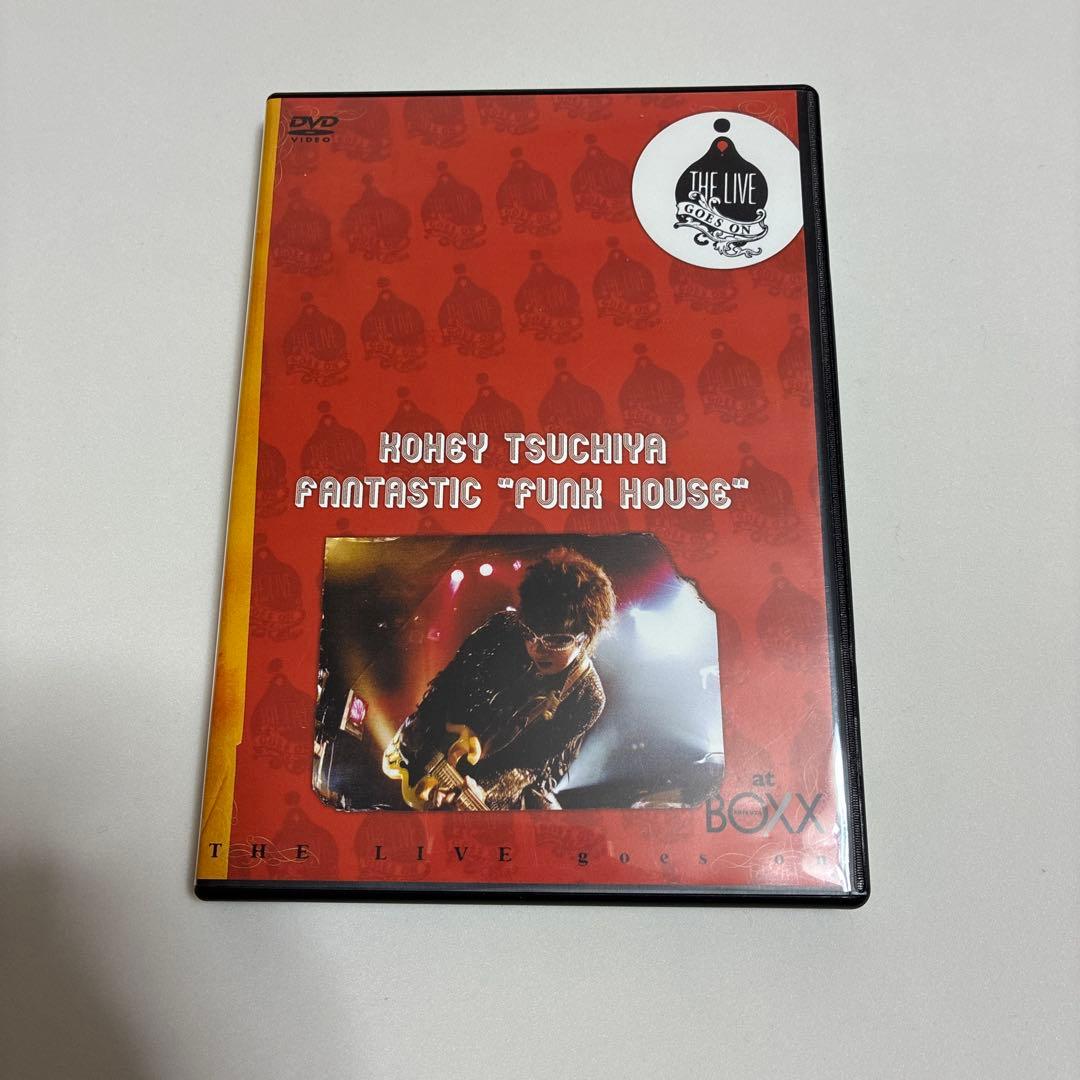 DVD
VIDEO
THE LIVE
GOES ON
KOHEY TSUCHIYA
FANTASTIC "FUNK HOUSE"
at
BOXX
THE LIVE goes on